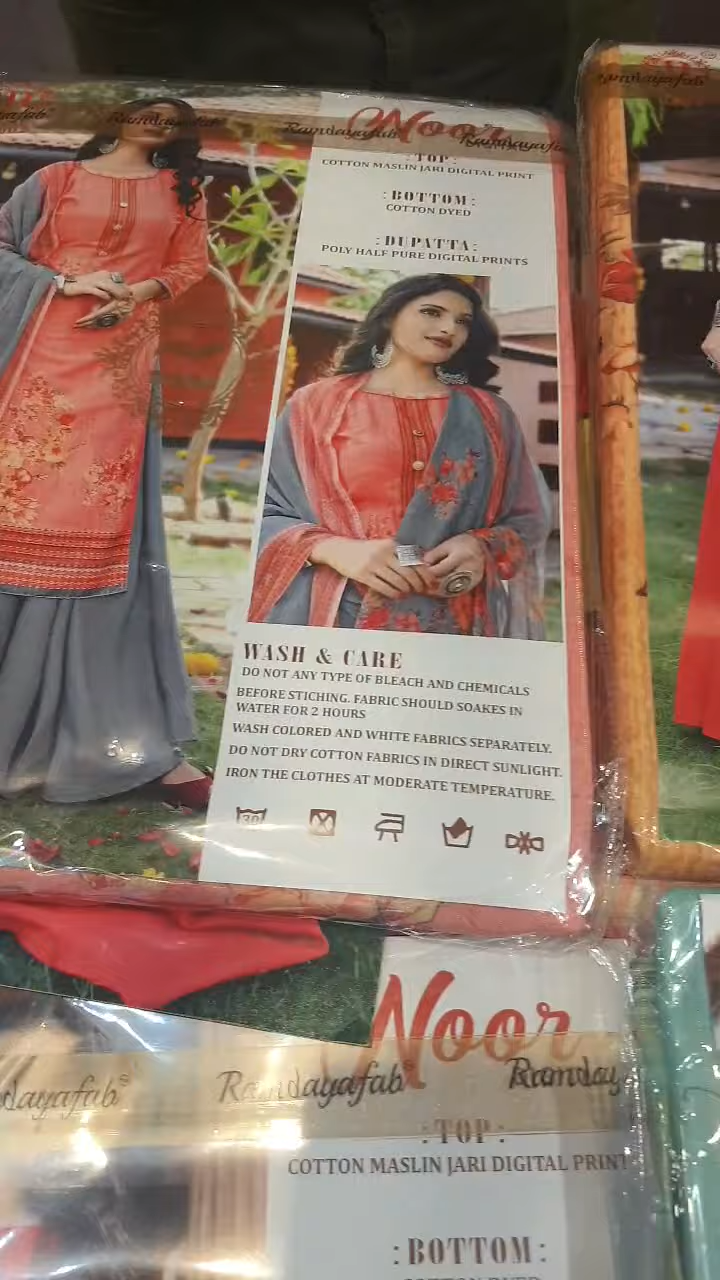 Ramdayafab
Noor
Ramdayafab
: TOP :
COTTON MASLIN JARI DIGITAL PRINT
: BOTTOM :
COTTON DYED
: DUPATTA :
POLY HALF PURE DIGITAL PRINTS
WASH & CARE
DO NOT ANY TYPE OF BLEACH AND CHEMICALS
BEFORE STICHING. FABRIC SHOULD SOAKES IN
WATER FOR 2 HOURS
WASH COLORED AND WHITE FABRICS SEPARATELY.
DO NOT DRY COTTON FABRICS IN DIRECT SUNLIGHT.
IRON THE CLOTHES AT MODERATE TEMPERATURE.
30
Noor
dayafab® Ramdayafab® Ramday
: TOP :
COTTON MASLIN JARI DIGITAL PRINT
: BOTTOM :